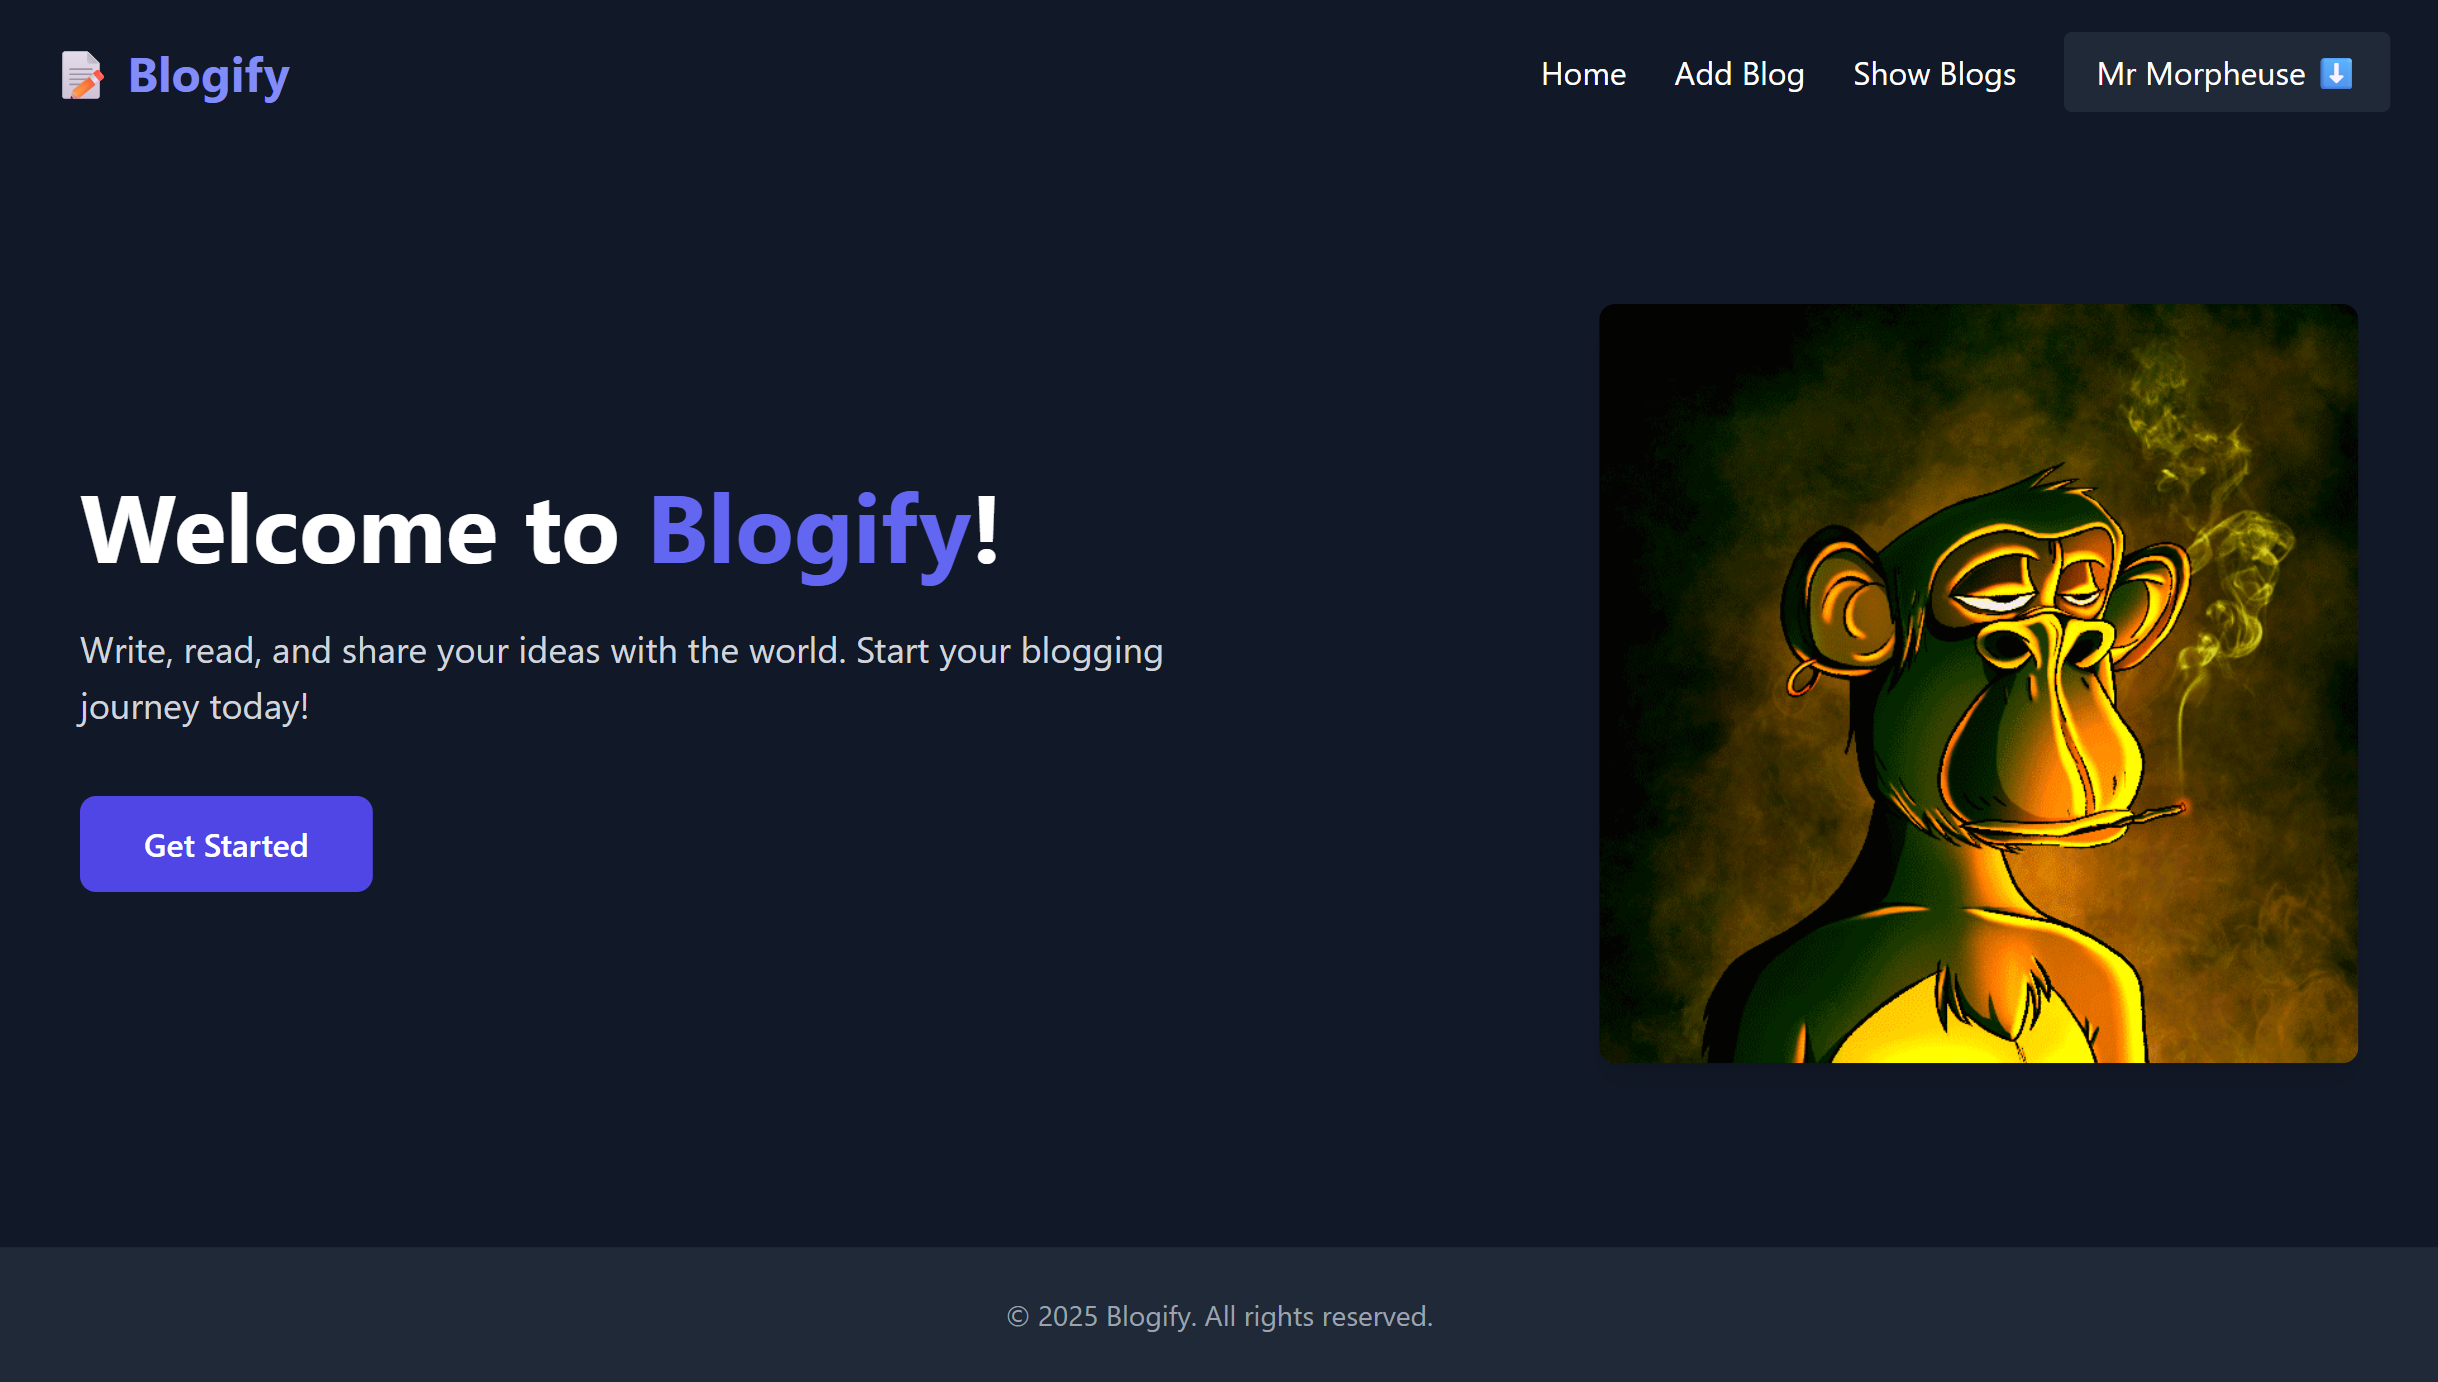 Blogify
Home
Add Blog
Show Blogs
Mr Morpheuse
Welcome to Blogify!
Write, read, and share your ideas with the world. Start your blogging
journey today!
Get Started
© 2025 Blogify. All rights reserved.